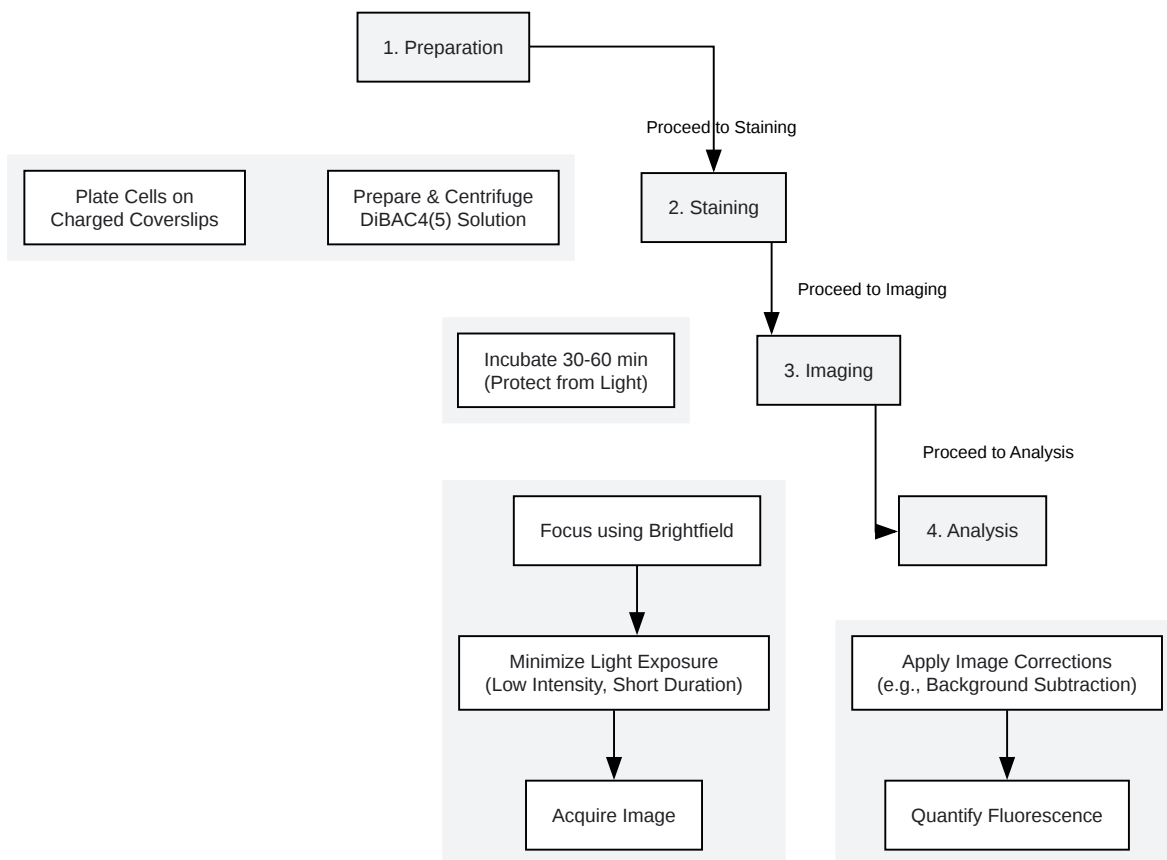 1. Preparation
Proceed to Staining
Plate Cells on
Charged Coverslips
Prepare & Centrifuge
DiBAC4(5) Solution
2. Staining
Proceed to Imaging
Incubate 30-60 min
(Protect from Light)
3. Imaging
Proceed to Analysis
Focus using Brightfield
4. Analysis
Minimize Light Exposure
(Low Intensity, Short Duration)
Apply Image Corrections
(e.g., Background Subtraction)
Acquire Image
Quantify Fluorescence